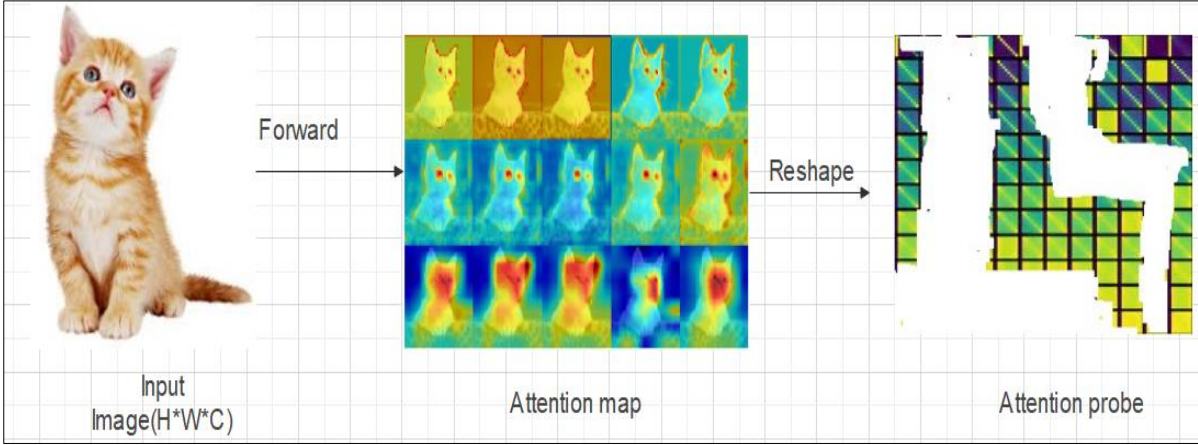 Forward
Reshape
Input
Image(H*W*C)
Attention map
Attention probe